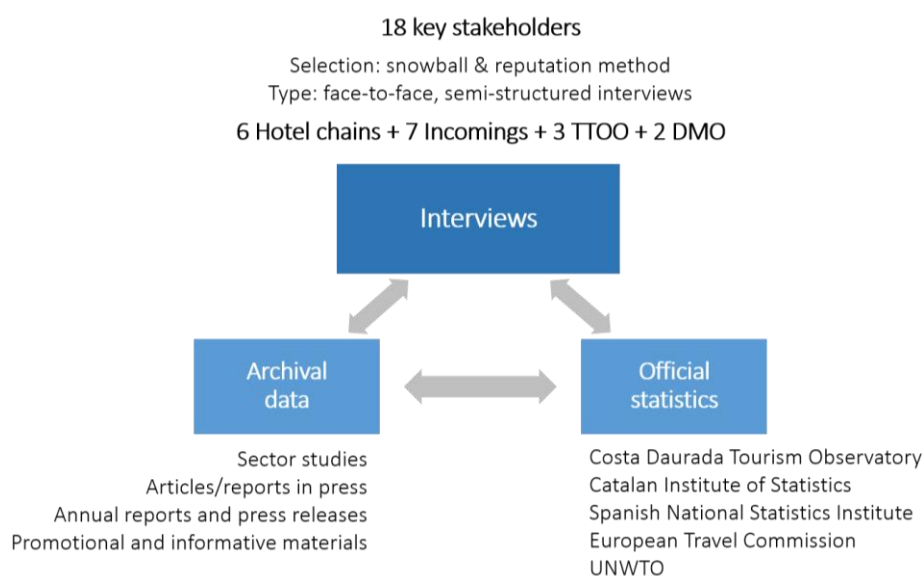 18 key stakeholders
Selection: snowball & reputation method
Type: face-to-face, semi-structured interviews
6 Hotel chains + 7 Incomings + 3 TTOO + 2 DMO
Interviews
Archival
data
Official
statistics
Sector studies
Articles/reports in press
Annual reports and press releases
Promotional and informative materials
Costa Daurada Tourism Observatory
Catalan Institute of Statistics
Spanish National Statistics Institute
European Travel Commission
UNWTO